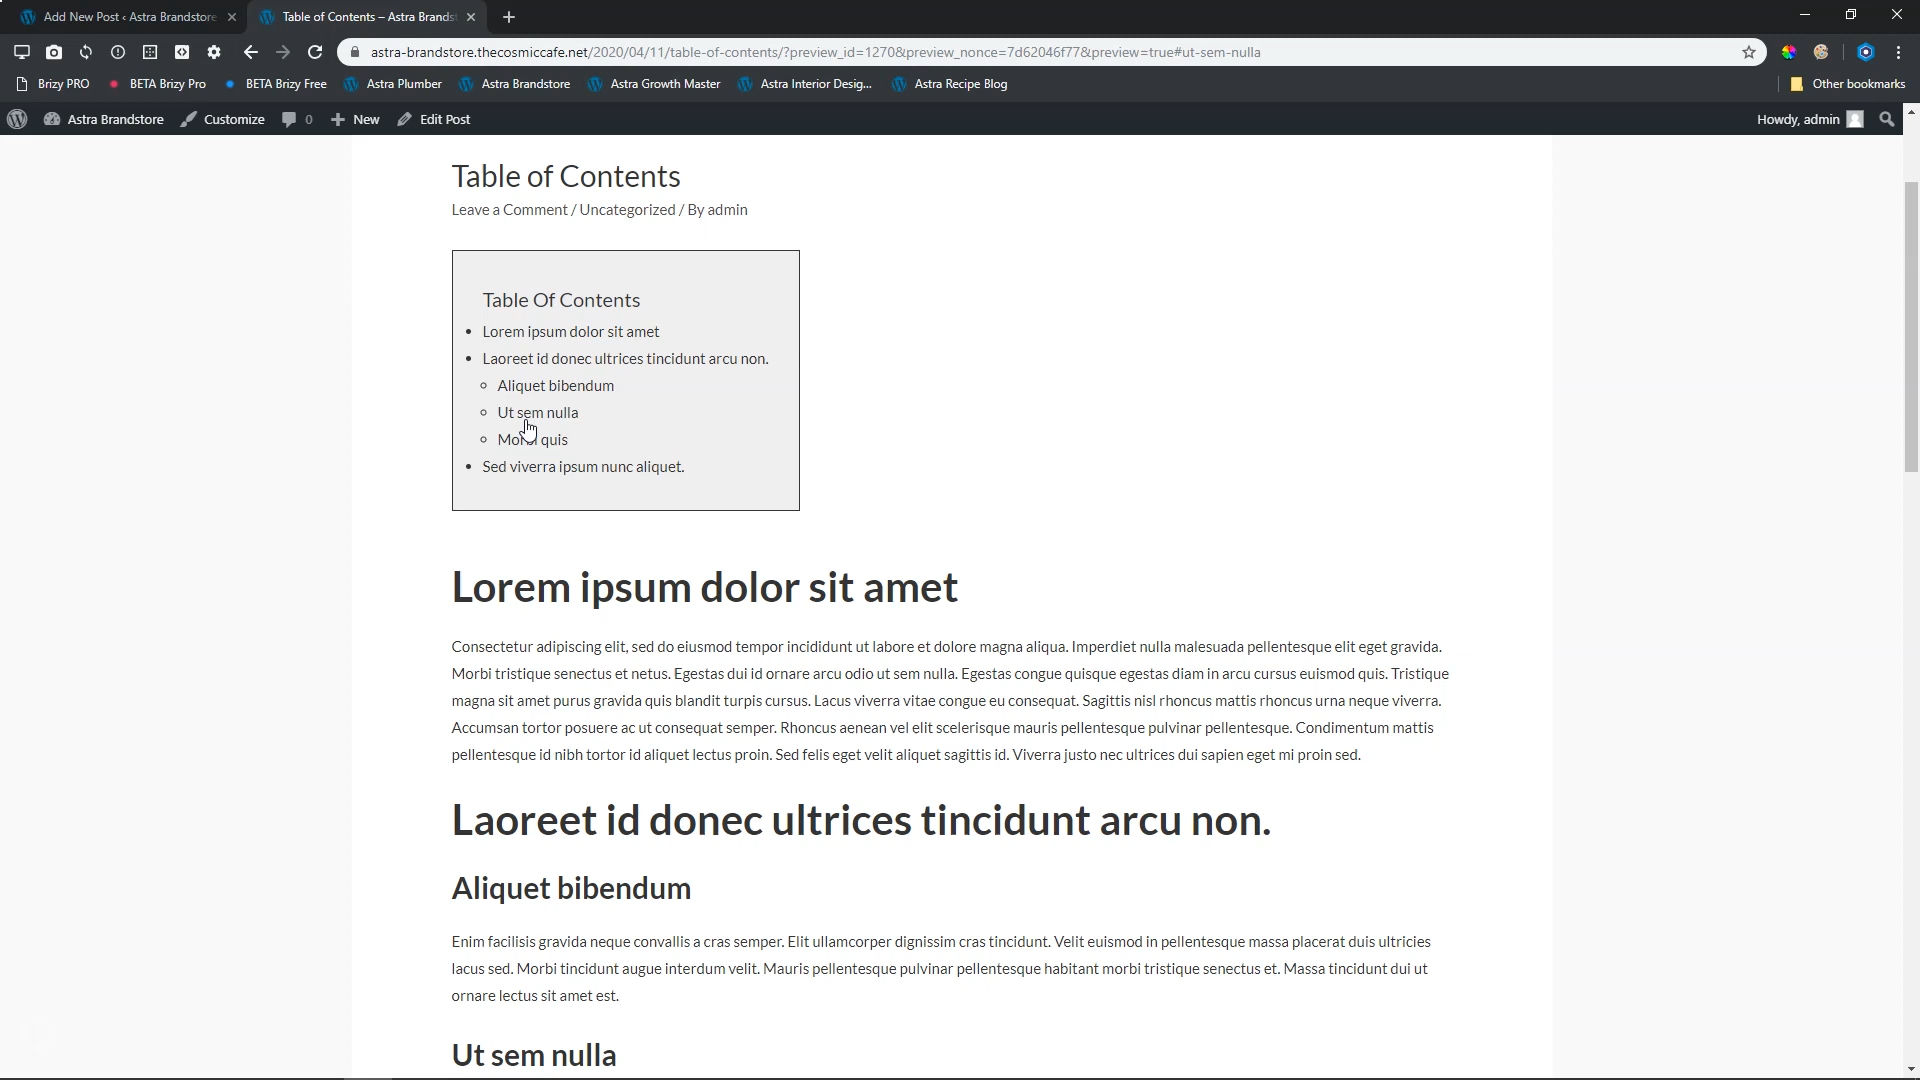 Add New Post ‹ Astra Brandstore
Table of Contents – Astra Brands
astra-brandstore.thecosmiccafe.net/2020/04/11/table-of-contents/?preview_id=1270&preview_nonce=7d62046f77&preview=true#ut-sem-nulla
Brizy PRO
BETA Brizy Pro
BETA Brizy Free
Astra Plumber
Astra Brandstore
Astra Growth Master
Astra Interior Desig...
Astra Recipe Blog
Other bookmarks
Astra Brandstore
Customize
0
New
Edit Post
Howdy, admin
Table of Contents
Leave a Comment / Uncategorized / By admin
Table Of Contents
Lorem ipsum dolor sit amet
Laoreet id donec ultrices tincidunt arcu non.
Aliquet bibendum
Ut sem nulla
Morbi quis
Sed viverra ipsum nunc aliquet.
Lorem ipsum dolor sit amet
Consectetur adipiscing elit, sed do eiusmod tempor incididunt ut labore et dolore magna aliqua. Imperdiet nulla malesuada pellentesque elit eget gravida.
Morbi tristique senectus et netus. Egestas dui id ornare arcu odio ut sem nulla. Egestas congue quisque egestas diam in arcu cursus euismod quis. Tristique
magna sit amet purus gravida quis blandit turpis cursus. Lacus viverra vitae congue eu consequat. Sagittis nisl rhoncus mattis rhoncus urna neque viverra.
Accumsan tortor posuere ac ut consequat semper. Rhoncus aenean vel elit scelerisque mauris pellentesque pulvinar pellentesque. Condimentum mattis
pellentesque id nibh tortor id aliquet lectus proin. Sed felis eget velit aliquet sagittis id. Viverra justo nec ultrices dui sapien eget mi proin sed.
Laoreet id donec ultrices tincidunt arcu non.
Aliquet bibendum
Enim facilisis gravida neque convallis a cras semper. Elit ullamcorper dignissim cras tincidunt. Velit euismod in pellentesque massa placerat duis ultricies
lacus sed. Morbi tincidunt augue interdum velit. Mauris pellentesque pulvinar pellentesque habitant morbi tristique senectus et. Massa tincidunt dui ut
ornare lectus sit amet est.
Ut sem nulla